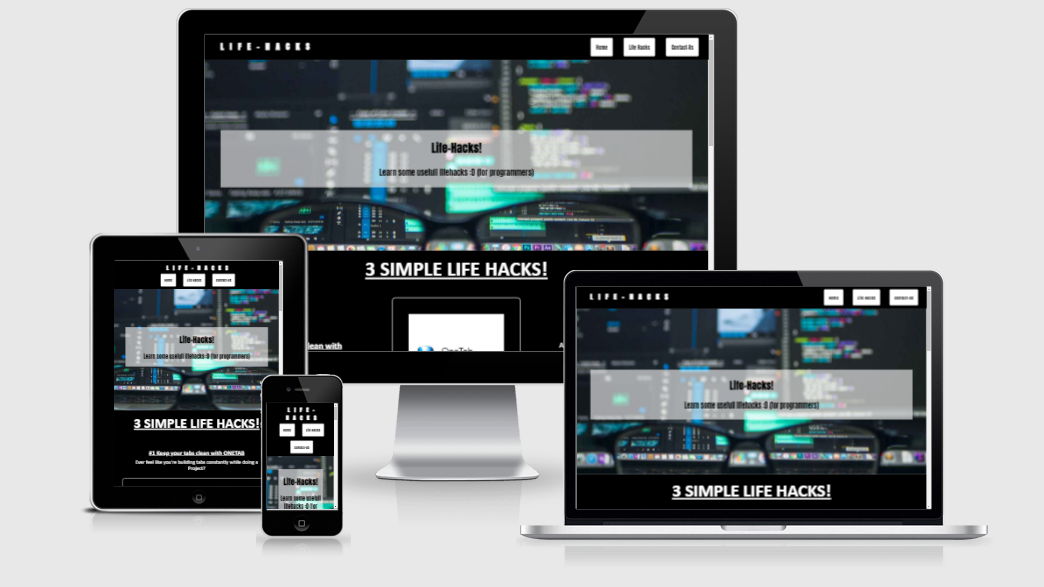 LIFE-HACKS
Home Life Hacks Contact Us
Life-Hacks!
Learn some usefull lifehacks :D (for programmers)
3 SIMPLE LIFE HACKS!
clean with
OneTab
A
LIFE-HACKS
HOME LIFE HACKS CONTACT US
Life-Hacks!
Learn some usefull lifehacks :D (for programmers)
3 SIMPLE LIFE HACKS!
#1 Keep your tabs clean with ONETAB
Ever feel like you're building tabs constantly while doing a
Project?
LIFE-
HACKS
HOME LIFE HACKS
CONTACT US
Life-Hacks!
Learn some usefull
lifehacks :D (for
LIFE-HACKS
HOME LIFE HACKS CONTACT US
Life-Hacks!
Learn some usefull lifehacks :D (for programmers)
3 SIMPLE LIFE HACKS!